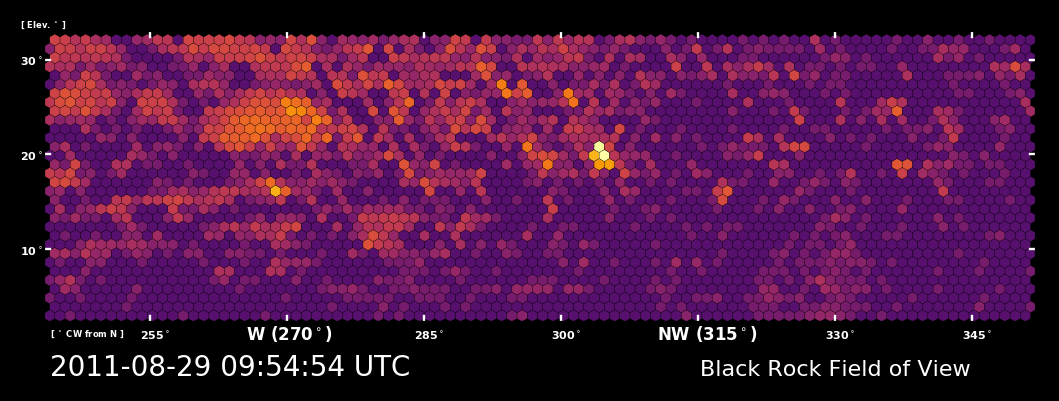 [ Elev. ° ]
30°
20°
10°
[ ° CW from N ] 255° W (270°) 285° 300° NW (315°) 330° 345°
2011-08-29 09:54:54 UTC Black Rock Field of View